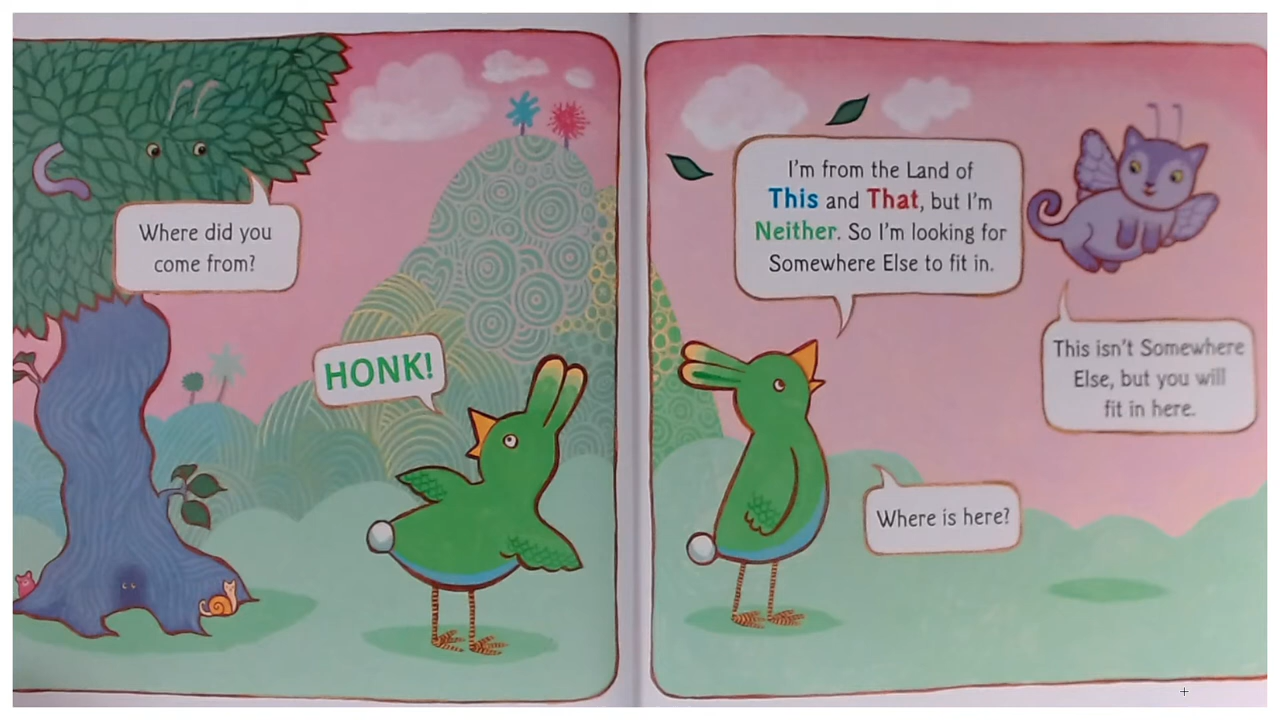 Where did you
come from?
HONK!
I'm from the Land of
This and That, but I'm
Neither. So I'm looking for
Somewhere Else to fit in.
This isn't Somewhere
Else, but you will
fit in here.
Where is here?